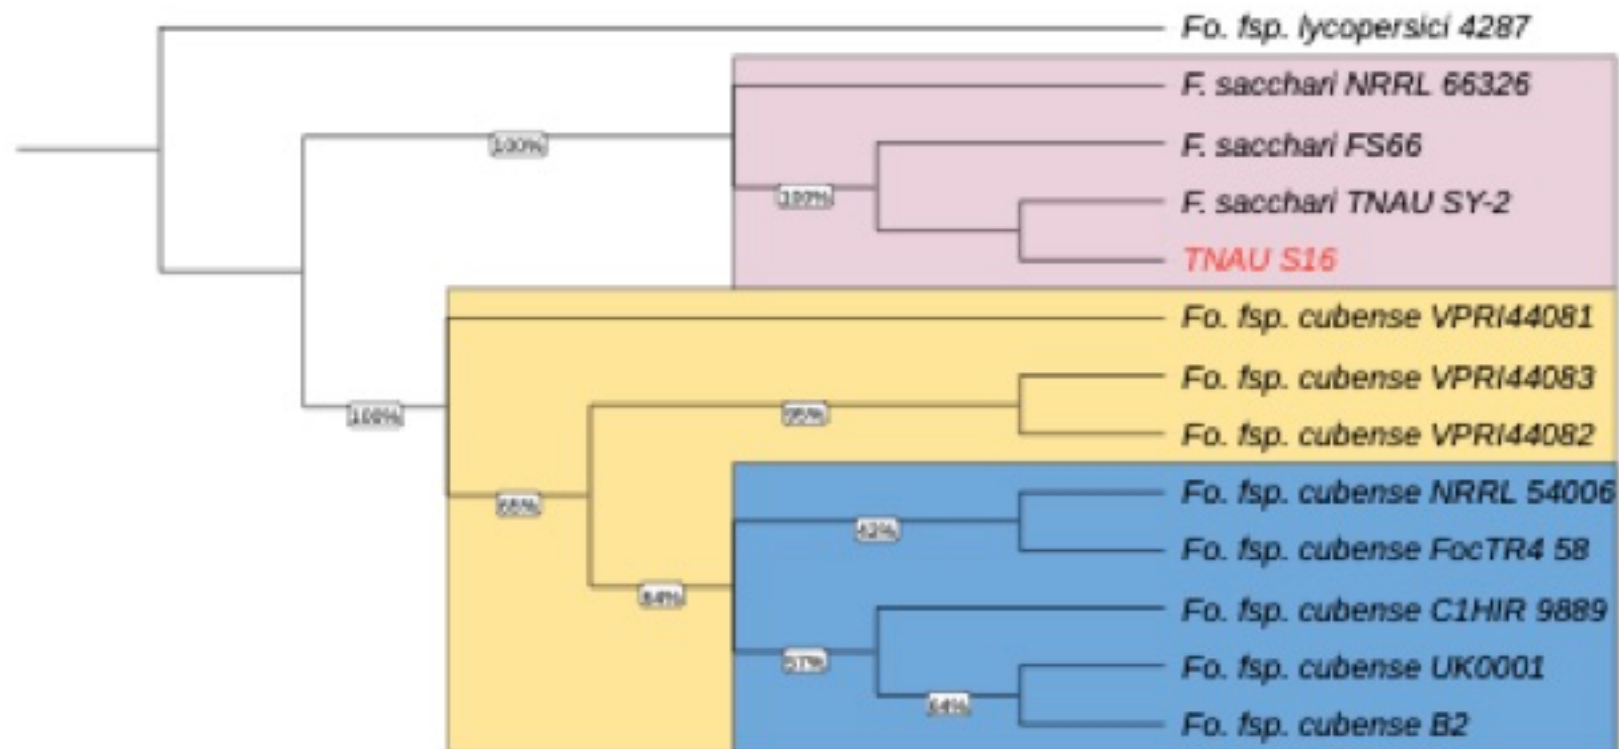 Fo. fsp. lycopersici 4287
F. sacchari NRRL 66326
100%
F. sacchari FS66
100%
F. sacchari TNAU SY-2
TNAU S16
Fo. fsp. cubense VPRI44081
Fo. fsp. cubense VPRI44083
100%
95%
Fo. fsp. cubense VPRI44082
Fo. fsp. cubense NRRL 54006
Fo. fsp. cubense FocTR4 58
84%
Fo. fsp. cubense C1HIR 9889
Fo. fsp. cubense UK0001
Fo. fsp. cubense B2